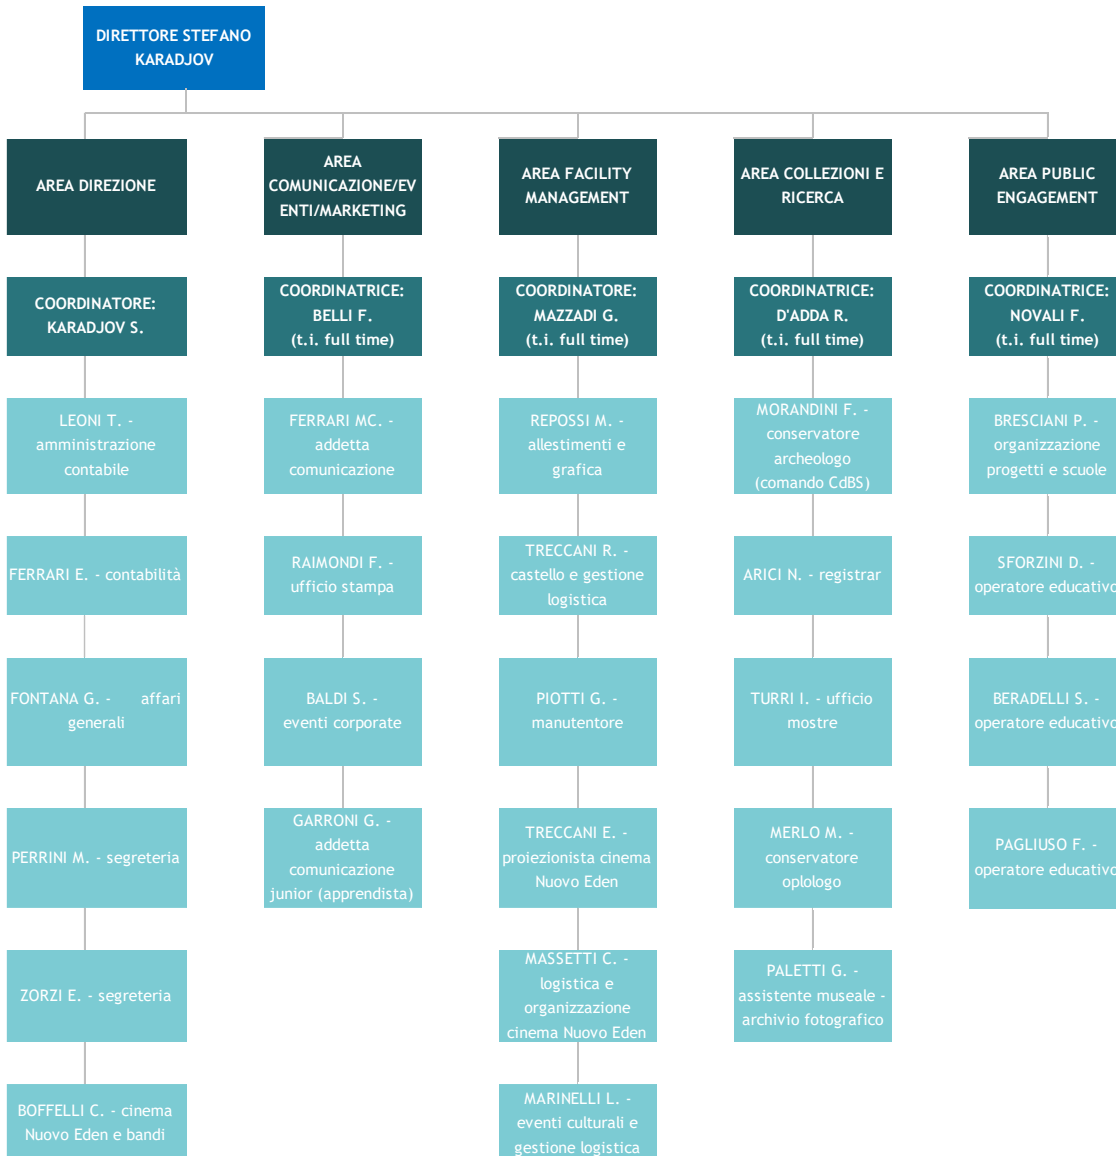 DIRETTORE STEFANO
KARADJOV
AREA DIREZIONE
AREA
COMUNICAZIONE/EV
ENTI/MARKETING
AREA FACILITY
MANAGEMENT
AREA COLLEZIONI E
RICERCA
AREA PUBLIC
ENGAGEMENT
COORDINATORE:
KARADJOV S.
COORDINATRICE:
BELLI F.
(t.i. full time)
COORDINATORE:
MAZZADI G.
(t.i. full time)
COORDINATRICE:
D'ADDA R.
(t.i. full time)
COORDINATRICE:
NOVALI F.
(t.i. full time)
LEONI T. -
amministrazione
contabile
FERRARI MC. -
addetta
comunicazione
REPOSSI M. -
allestimenti e
grafica
MORANDINI F. -
conservatore
archeologo
(comando CdBS)
BRESCIANI P. -
organizzazione
progetti e scuole
FERRARI E. - contabilità
RAIMONDI F. -
ufficio stampa
TRECCANI R. -
castello e gestione
logistica
ARICI N. - registrar
SFORZINI D. -
operatore educativo
FONTANA G. - affari
generali
BALDI S. -
eventi corporate
PIOTTI G. -
manutentore
TURRI I. - ufficio
mostre
BERADELLI S. -
operatore educativo
PERRINI M. - segreteria
GARRONI G. -
addetta
comunicazione
junior (apprendista)
TRECCANI E. -
proiezionista cinema
Nuovo Eden
MERLO M. -
conservatore
oplologo
PAGLIUSO F. -
operatore educativo
ZORZI E. - segreteria
MASSETTI C. -
logistica e
organizzazione
cinema Nuovo Eden
PALETTI G. -
assistente museale -
archivio fotografico
BOFFELLI C. - cinema
Nuovo Eden e bandi
MARINELLI L. -
eventi culturali e
gestione logistica